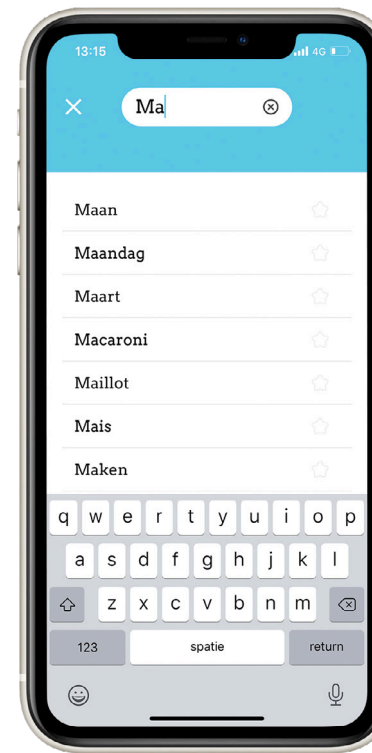 13:15 4G
Ma
Maan
Maandag
Maart
Macaroni
Maillot
Mais
Maken
q w e r t y u i o p
a s d f g h j k l
z x c v b n m
123 spatie return